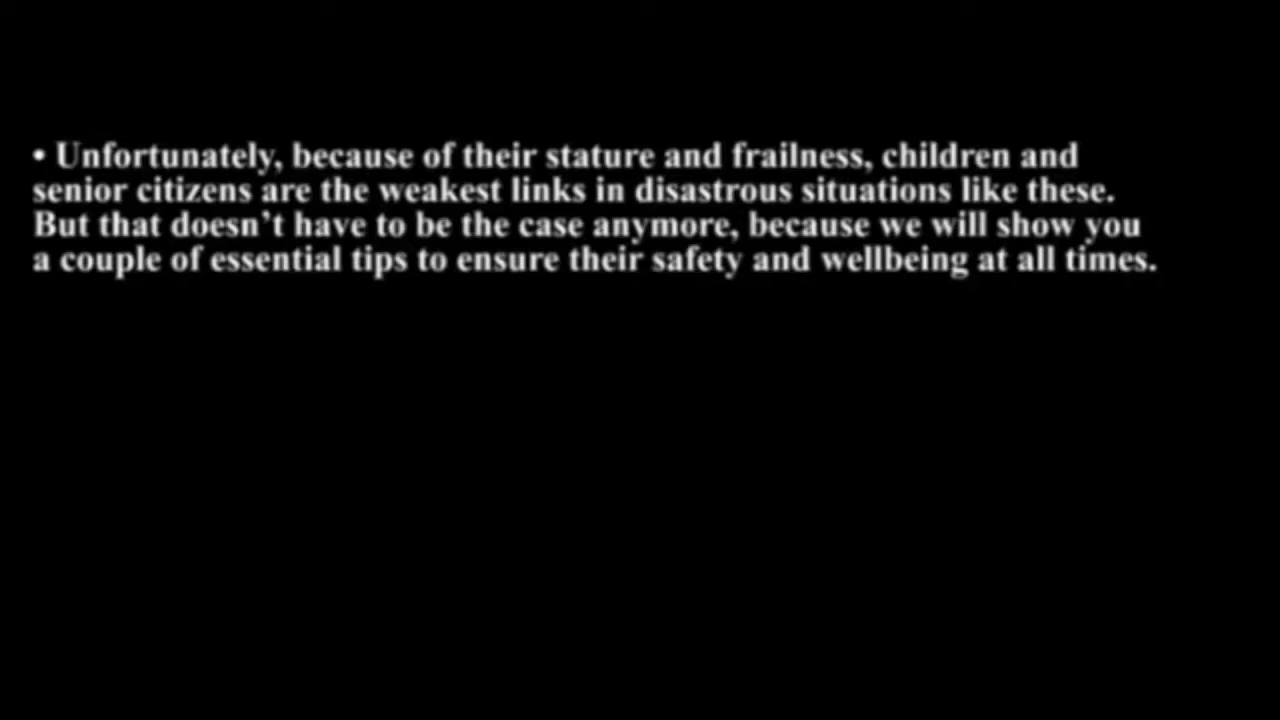 • Unfortunately, because of their stature and frailness, children and
senior citizens are the weakest links in disastrous situations like these.
But that doesn’t have to be the case anymore, because we will show you
a couple of essential tips to ensure their safety and wellbeing at all times.